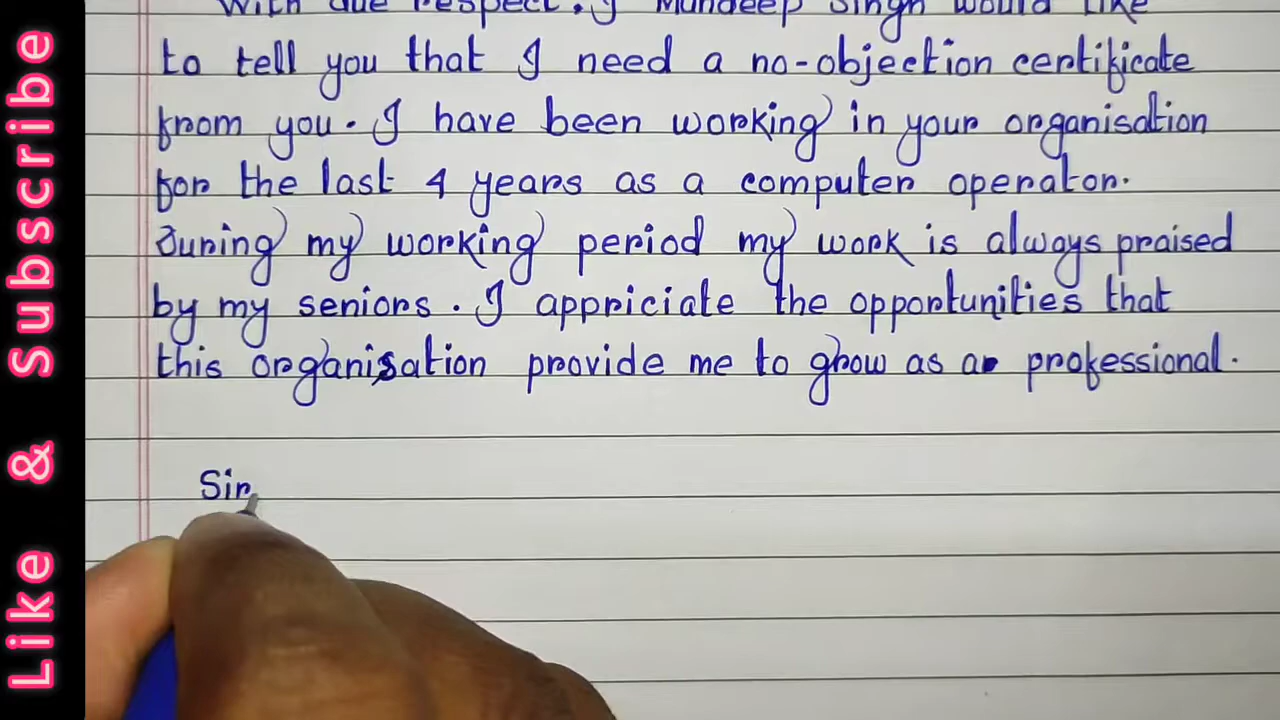 With due respect. I Mandeep Singh would like
to tell you that I need a no-objection certificate
from you. I have been working in your organisation
for the last 4 years as a computer operator.
During my working period my work is always praised
by my seniors. I appriciate the opportunities that
this organisation provide me to grow as a professional.
Sir
Like & Subscribe